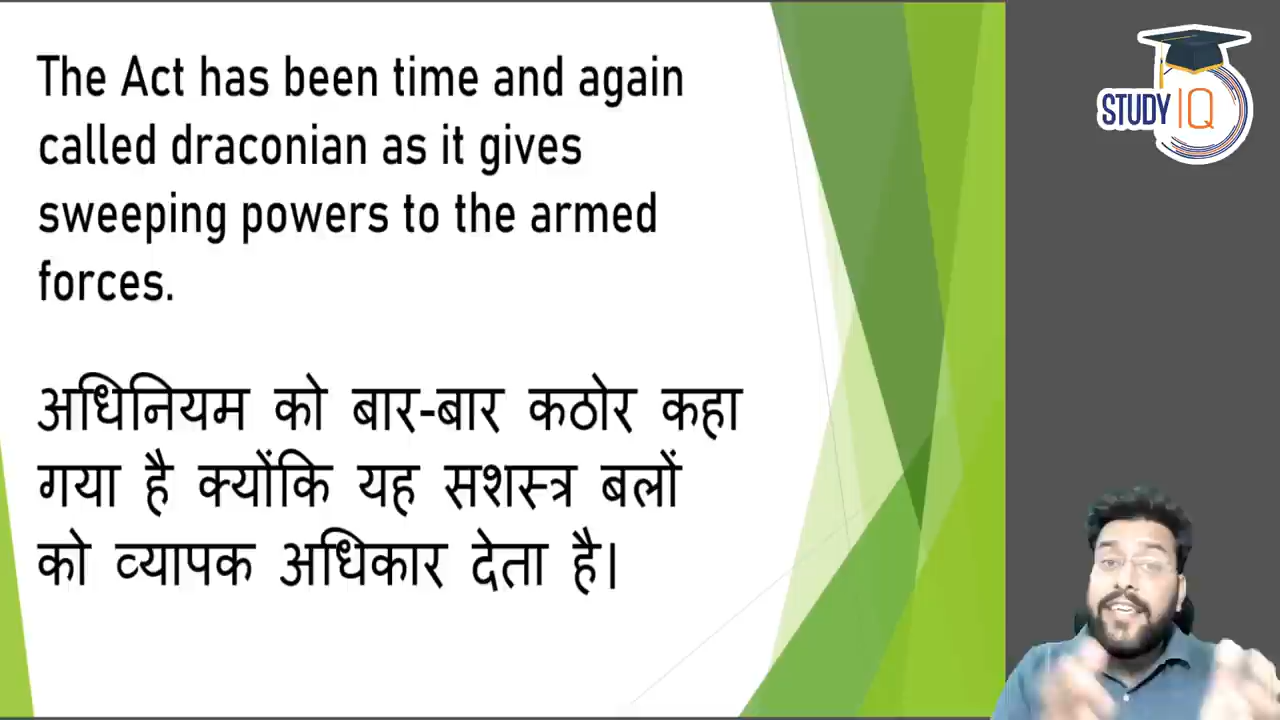 The Act has been time and again
called draconian as it gives
sweeping powers to the armed
forces.
अधिनियम को बार-बार कठोर कहा
गया है क्योंकि यह सशस्त्र बलों
को व्यापक अधिकार देता है।
STUDY IQ